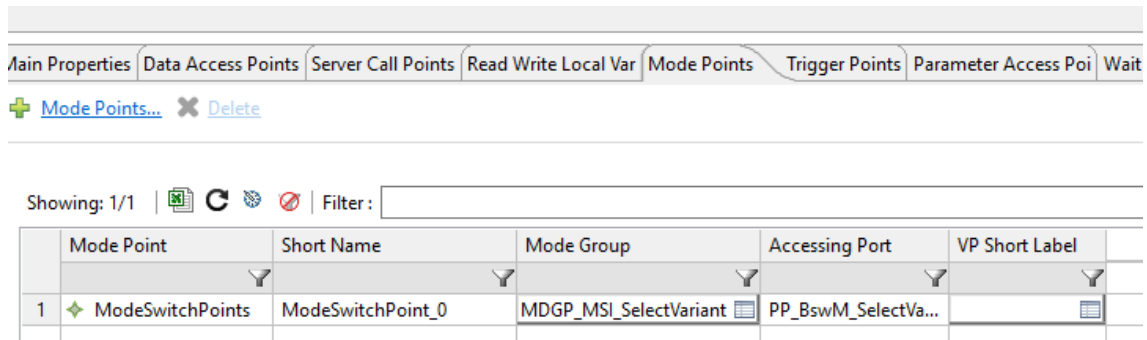 Main Properties Data Access Points Server Call Points Read Write Local Var Mode Points Trigger Points Parameter Access Poi Wait
Mode Points... Delete
Showing: 1/1 Filter :
Mode Point Short Name Mode Group Accessing Port VP Short Label
1 ModeSwitchPoints ModeSwitchPoint_0 MDGP_MSI_SelectVariant PP_BswM_SelectVa...